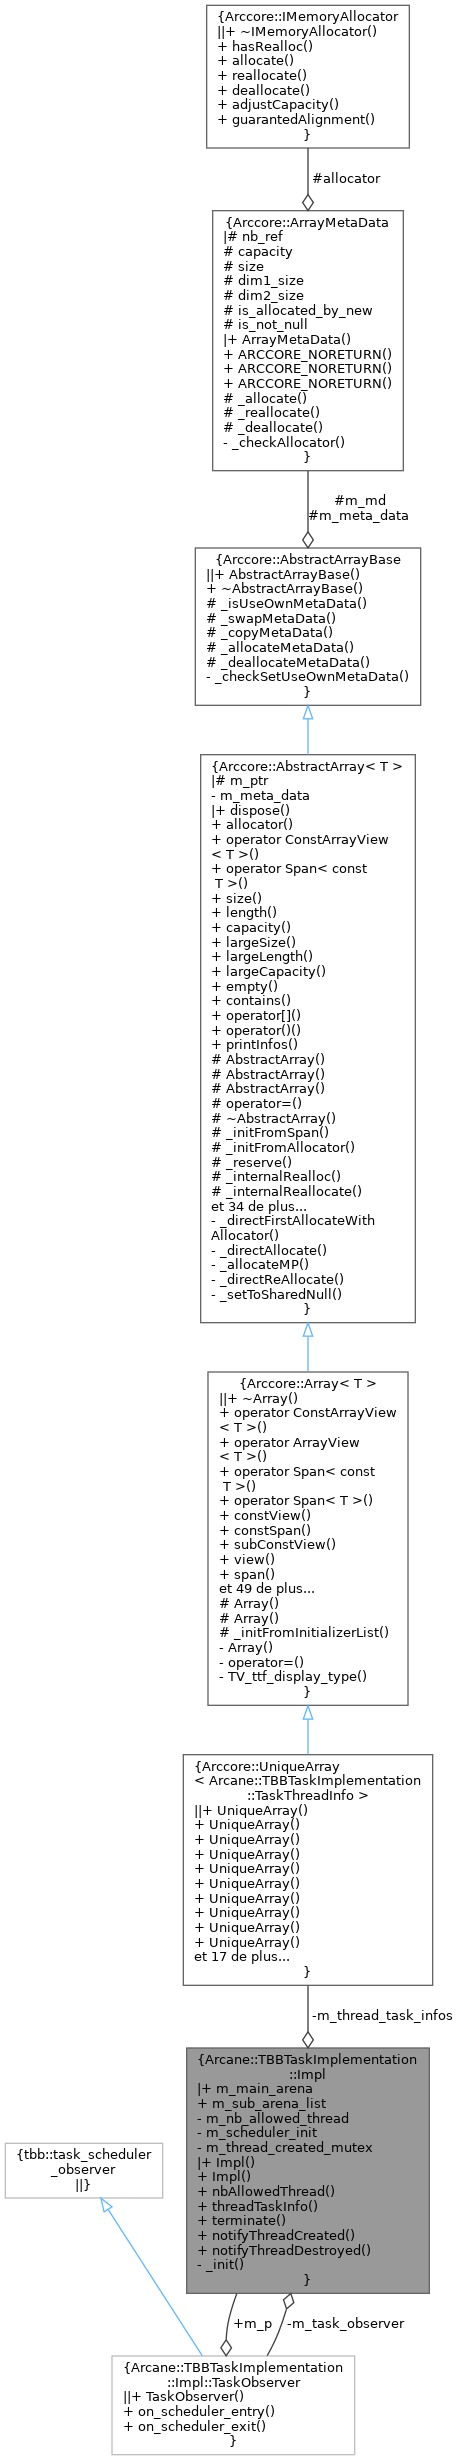 {Arccore::IMemoryAllocator
||+ ~IMemoryAllocator()
+ hasRealloc()
+ allocate()
+ reallocate()
+ deallocate()
+ adjustCapacity()
+ guarantedAlignment()
}
#allocator
{Arccore::ArrayMetaData
|# nb_ref
# capacity
# size
# dim1_size
# dim2_size
# is_allocated_by_new
# is_not_null
|+ ArrayMetaData()
+ ARCCORE_NORETURN()
+ ARCCORE_NORETURN()
+ ARCCORE_NORETURN()
# _allocate()
# _reallocate()
# _deallocate()
- _checkAllocator()
}
#m_md
#m_meta_data
{Arccore::AbstractArrayBase
||+ AbstractArrayBase()
+ ~AbstractArrayBase()
# _isUseOwnMetaData()
# _swapMetaData()
# _copyMetaData()
# _allocateMetaData()
# _deallocateMetaData()
- _checkSetUseOwnMetaData()
}
{Arccore::AbstractArray< T >
|# m_ptr
- m_meta_data
|+ dispose()
+ allocator()
+ operator ConstArrayView
< T >()
+ operator Span< const
T >()
+ size()
+ length()
+ capacity()
+ largeSize()
+ largeLength()
+ largeCapacity()
+ empty()
+ contains()
+ operator[]()
+ operator()()
+ printInfos()
# AbstractArray()
# AbstractArray()
# AbstractArray()
# operator=()
# ~AbstractArray()
# _initFromSpan()
# _initFromAllocator()
# _reserve()
# _internalRealloc()
# _internalReallocate()
et 34 de plus...
- _directFirstAllocateWith
Allocator()
- _directAllocate()
- _allocateMP()
- _directReAllocate()
- _setToSharedNull()
}
{Arccore::Array< T >
||+ ~Array()
+ operator ConstArrayView
< T >()
+ operator ArrayView
< T >()
+ operator Span< const
T >()
+ operator Span< T >()
+ constView()
+ constSpan()
+ subConstView()
+ view()
+ span()
et 49 de plus...
# Array()
# Array()
# _initFromInitializerList()
- Array()
- operator=()
- TV_ttf_display_type()
}
{Arccore::UniqueArray
< Arcane::TBBTaskImplementation
::TaskThreadInfo >
||+ UniqueArray()
+ UniqueArray()
+ UniqueArray()
+ UniqueArray()
+ UniqueArray()
+ UniqueArray()
+ UniqueArray()
+ UniqueArray()
+ UniqueArray()
+ UniqueArray()
et 17 de plus...
}
-m_thread_task_infos
{Arcane::TBBTaskImplementation
::Impl
|+ m_main_arena
+ m_sub_arena_list
- m_nb_allowed_thread
- m_scheduler_init
- m_thread_created_mutex
|+ Impl()
+ Impl()
+ nbAllowedThread()
+ threadTaskInfo()
+ terminate()
+ notifyThreadCreated()
+ notifyThreadDestroyed()
- _init()
}
{tbb::task_scheduler
_observer
||}
+m_p
-m_task_observer
{Arcane::TBBTaskImplementation
::Impl::TaskObserver
||+ TaskObserver()
+ on_scheduler_entry()
+ on_scheduler_exit()
}